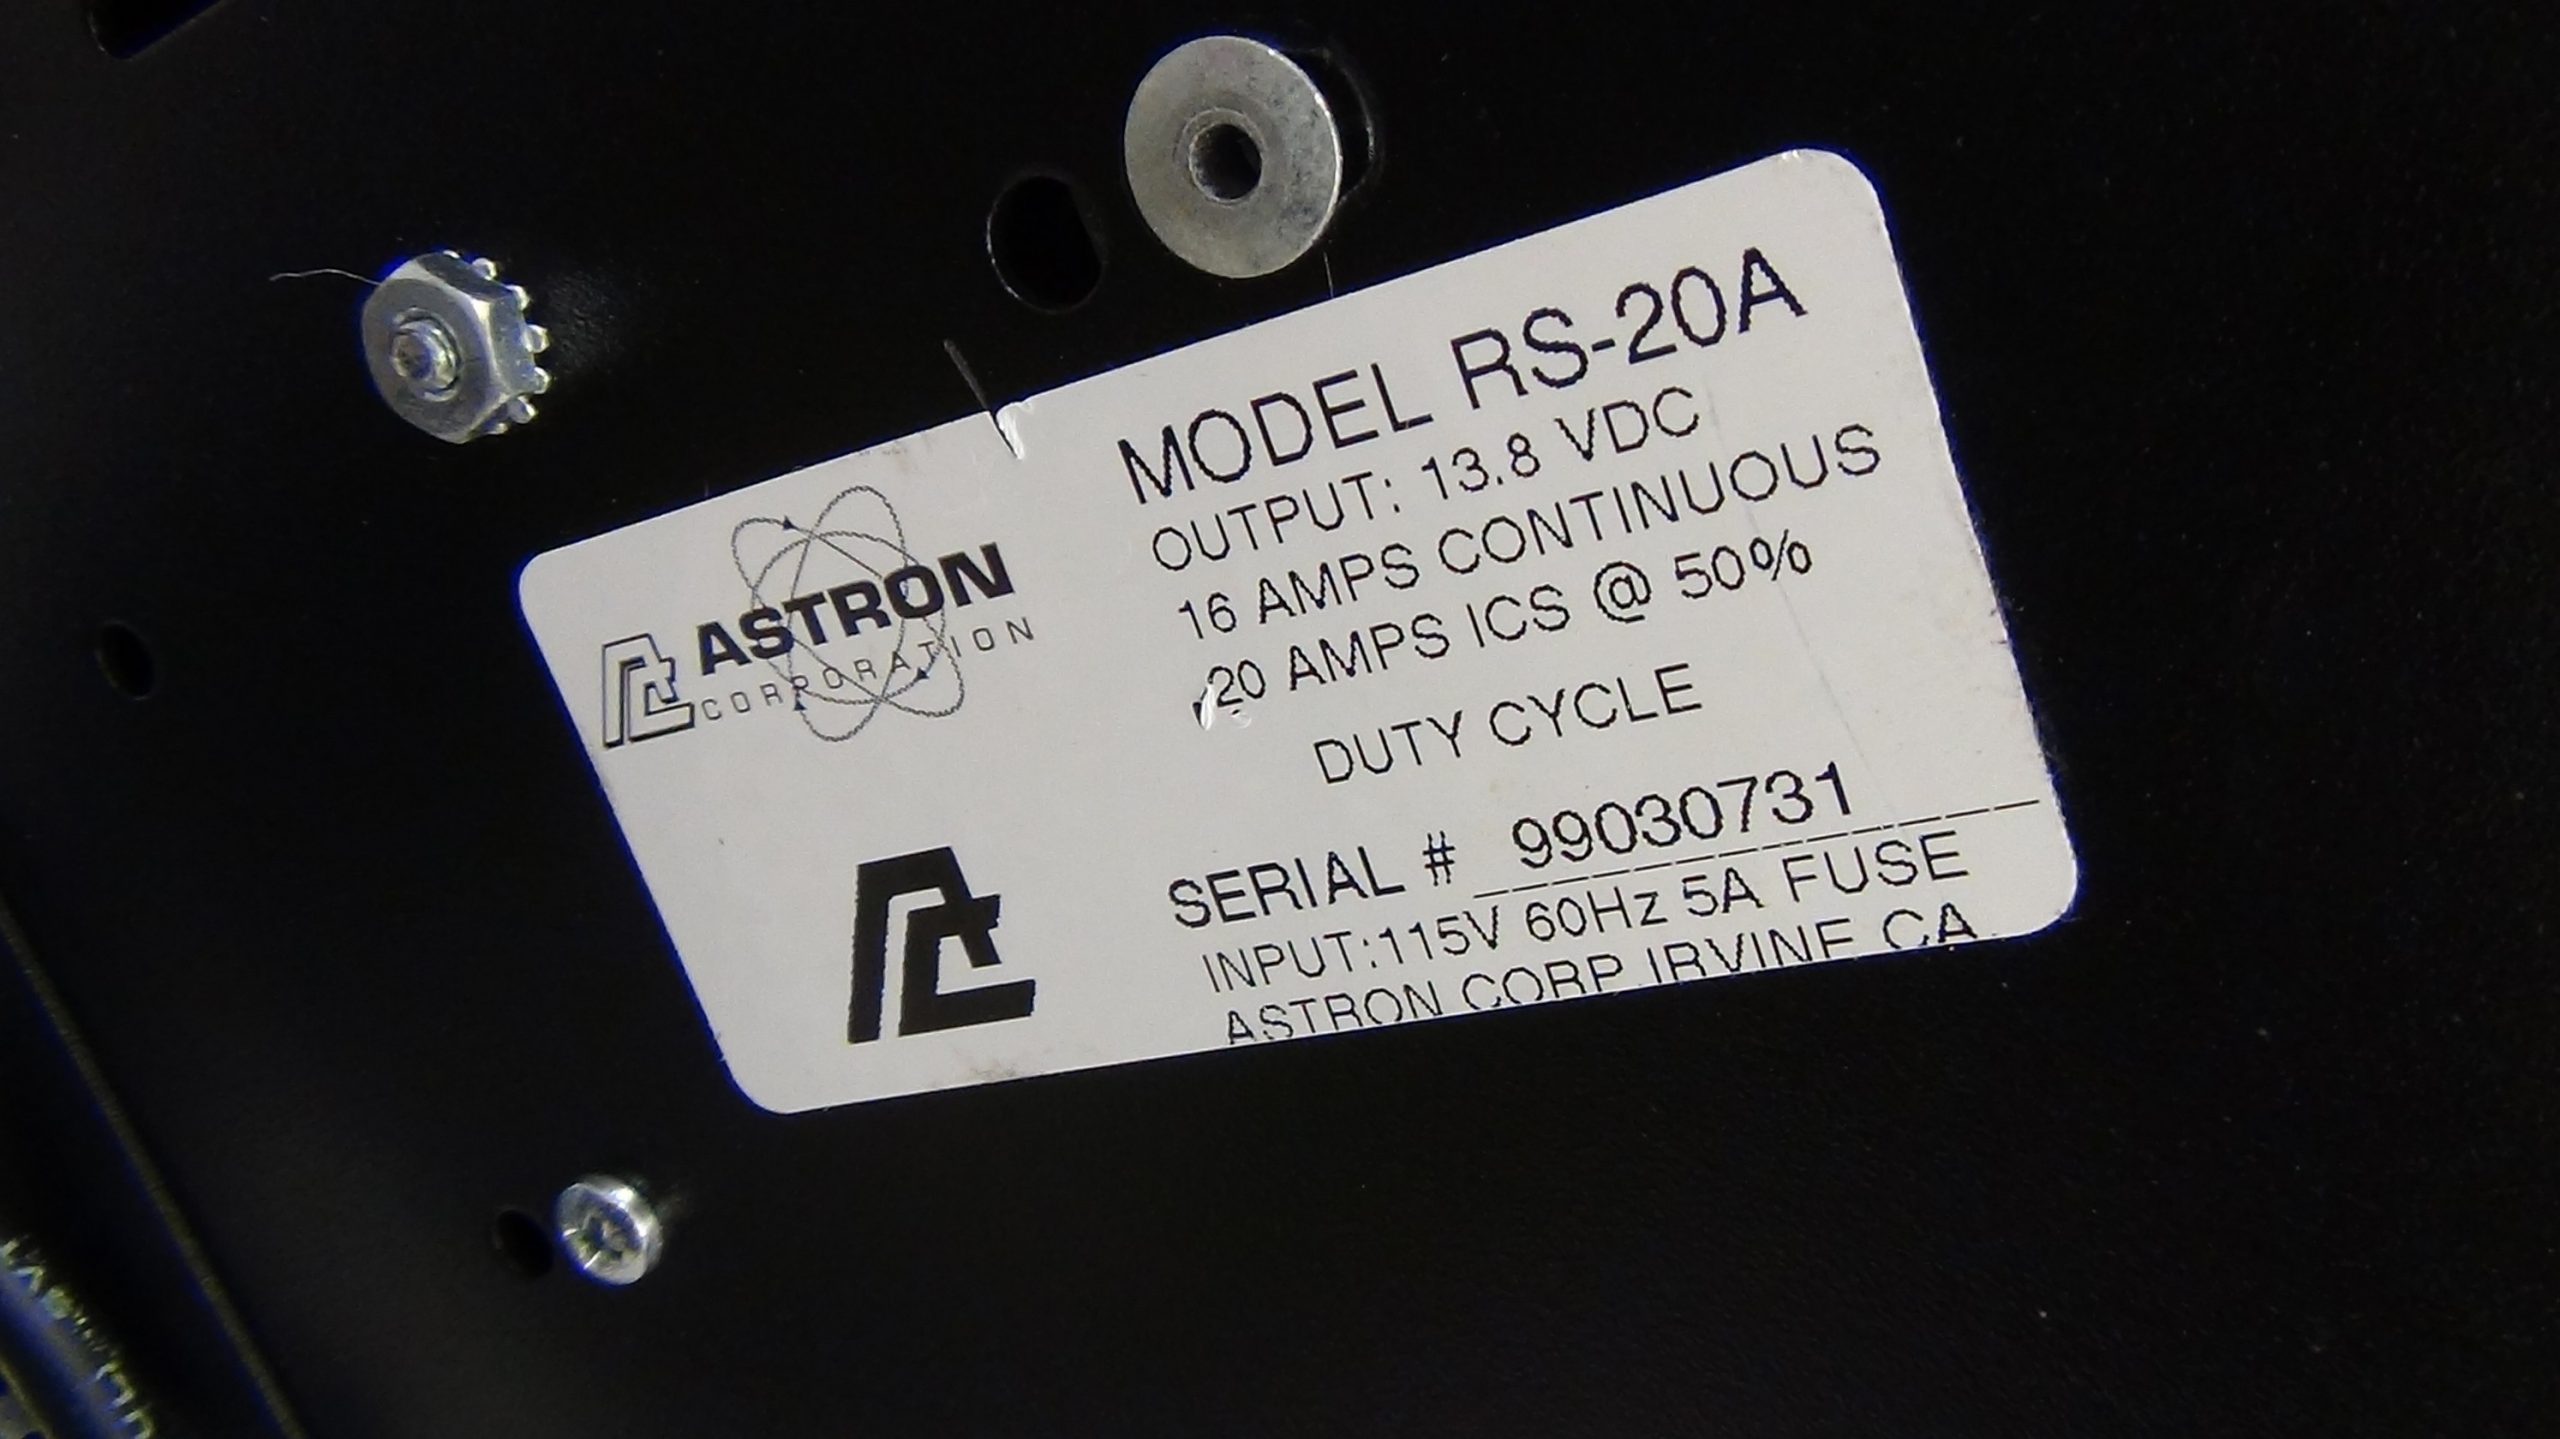 ASTRON
CORPORATION
MODEL RS-20A
OUTPUT: 13.8 VDC
16 AMPS CONTINUOUS
20 AMPS ICS @ 50%
DUTY CYCLE
SERIAL # 99030731
INPUT:115V 60Hz 5A FUSE
ASTRON CORP IRVINE CA